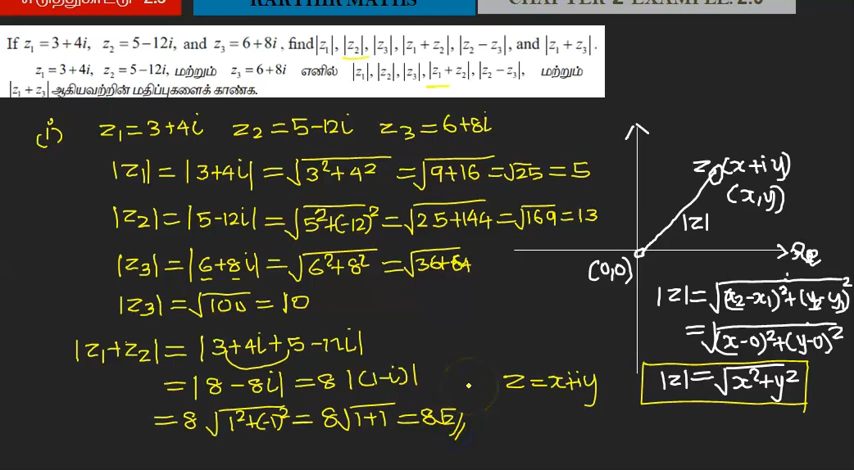 KARTHIK MATHS
CHAPTER-2
If z₁ = 3+4i, z₂ = 5−12i, and z₃ = 6+8i, find |z₁|, |z₂|, |z₃|, |z₁+z₂|, |z₂−z₃|, and |z₁+z₃|.
z₁ = 3+4i, z₂ = 5−12i, மற்றும் z₃ = 6+8i எனில் |z₁|, |z₂|, |z₃|, |z₁+z₂|, |z₂−z₃|, மற்றும்
|z₁+z₃| ஆகியவற்றின் மதிப்புகளைக் காண்க.
(i) z₁=3+4i z₂=5-12i z₃=6+8i
|z₁| = |3+4i| = √(3²+4²) = √(9+16) = √25 = 5
|z₂| = |5-12i| = √(5²+(-12)²) = √(25+144) = √169 = 13
|z₃| = |6+8i| = √(6²+8²) = √(36+64)
|z₃| = √100 = 10
|z₁+z₂| = |3+4i+5-12i|
= |8-8i| = 8|(1-i)|
= 8√(1²+(-1)²) = 8√(1+1) = 8√2//
z=x+iy
z (x+iy)
(x,y)
|z|
(0,0)
|z| = √((x₂-x₁)²+(y₂-y₁)²)
= √((x-0)²+(y-0)²)
|z| = √(x²+y²)